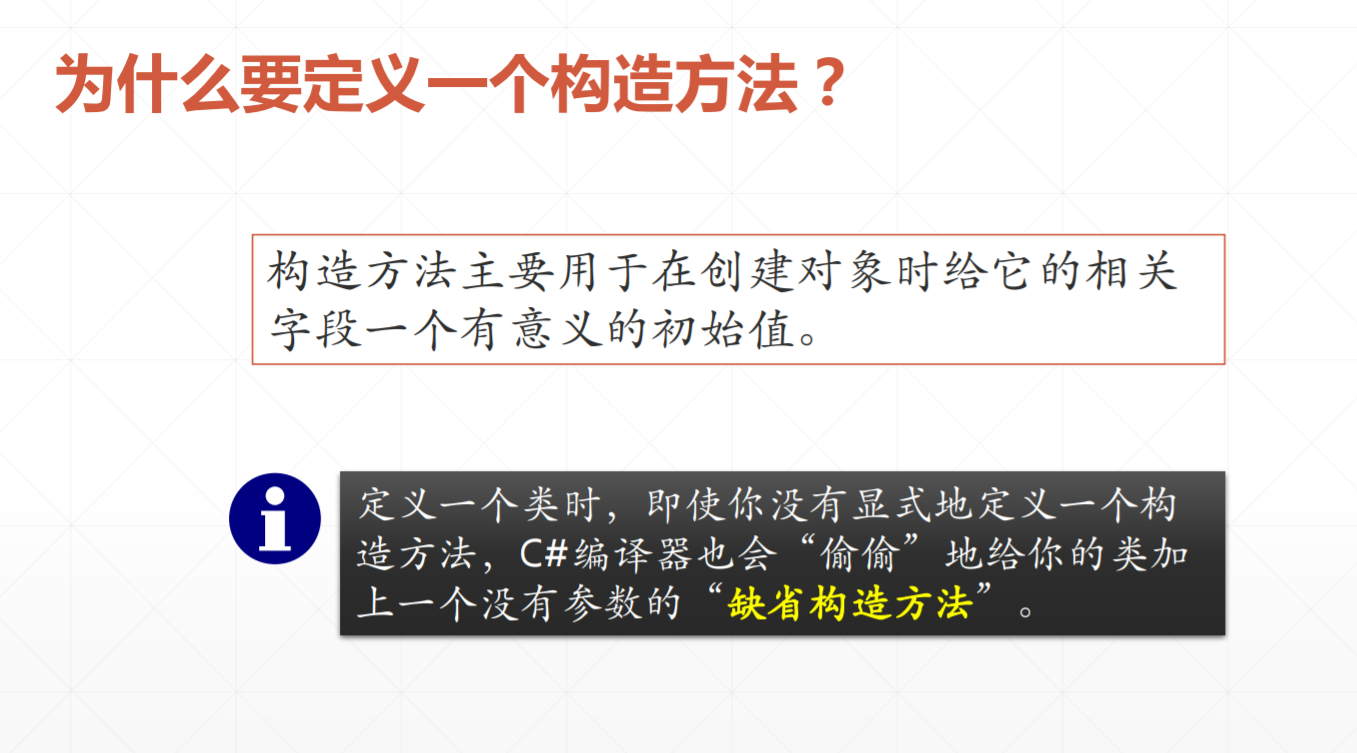 为什么要定义一个构造方法？
构造方法主要用于在创建对象时给它的相关
字段一个有意义的初始值。
定义一个类时，即使你没有显式地定义一个构
造方法，C#编译器也会“偷偷”地给你的类加
上一个没有参数的“缺省构造方法”。